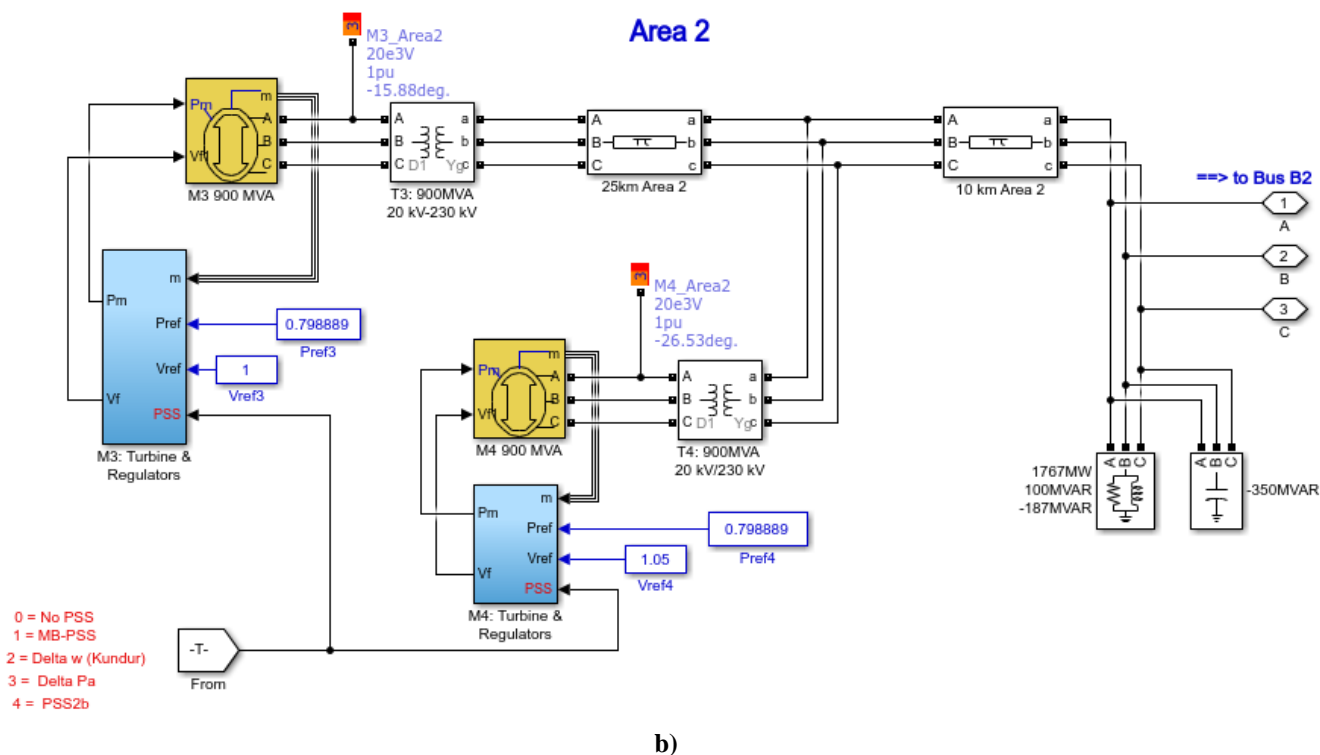 Area 2
3
M3_Area2
20e3V
1pu
-15.88deg.
Pm
Vf1
m
A
B
C
M3 900 MVA
A
B
C
a
b
c
D1
Yg
T3: 900MVA
20 kV-230 kV
A
B
C
a
b
c
25km Area 2
A
B
C
a
b
c
10 km Area 2
==> to Bus B2
1
A
2
B
3
C
m
Pm
Pref
Vref
Vf
PSS
M3: Turbine &
Regulators
0.798889
Pref3
1
Vref3
3
M4_Area2
20e3V
1pu
-26.53deg.
Pm
Vf1
m
A
B
C
M4 900 MVA
A
B
C
a
b
c
D1
Yg
T4: 900MVA
20 kV/230 kV
m
Pm
Pref
Vref
Vf
PSS
M4: Turbine &
Regulators
0.798889
Pref4
1.05
Vref4
A B C
1767MW
100MVAR
-187MVAR
A B C
-350MVAR
0 = No PSS
1 = MB-PSS
2 = Delta w (Kundur)
3 = Delta Pa
4 = PSS2b
-T-
From
b)